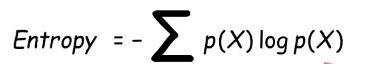 Entropy = - ∑ p(X) log p(X)